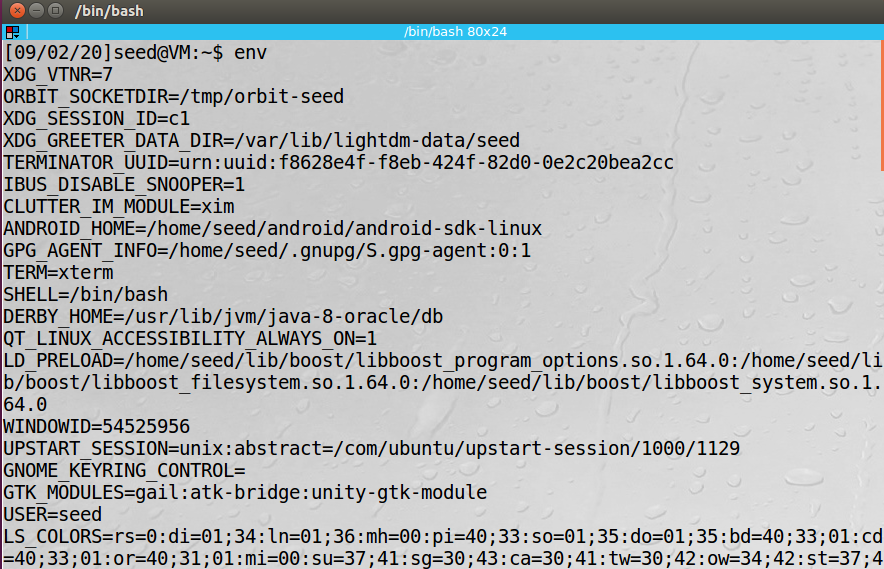 /bin/bash
/bin/bash 80x24
[09/02/20]seed@VM:~$ env
XDG_VTNR=7
ORBIT_SOCKETDIR=/tmp/orbit-seed
XDG_SESSION_ID=c1
XDG_GREETER_DATA_DIR=/var/lib/lightdm-data/seed
TERMINATOR_UUID=urn:uuid:f8628e4f-f8eb-424f-82d0-0e2c20bea2cc
IBUS_DISABLE_SNOOPER=1
CLUTTER_IM_MODULE=xim
ANDROID_HOME=/home/seed/android/android-sdk-linux
GPG_AGENT_INFO=/home/seed/.gnupg/S.gpg-agent:0:1
TERM=xterm
SHELL=/bin/bash
DERBY_HOME=/usr/lib/jvm/java-8-oracle/db
QT_LINUX_ACCESSIBILITY_ALWAYS_ON=1
LD_PRELOAD=/home/seed/lib/boost/libboost_program_options.so.1.64.0:/home/seed/li
b/boost/libboost_filesystem.so.1.64.0:/home/seed/lib/boost/libboost_system.so.1.
64.0
WINDOWID=54525956
UPSTART_SESSION=unix:abstract=/com/ubuntu/upstart-session/1000/1129
GNOME_KEYRING_CONTROL=
GTK_MODULES=gail:atk-bridge:unity-gtk-module
USER=seed
LS_COLORS=rs=0:di=01;34:ln=01;36:mh=00:pi=40;33:so=01;35:do=01;35:bd=40;33;01:cd
=40;33;01:or=40;31;01:mi=00:su=37;41:sg=30;43:ca=30;41:tw=30;42:ow=34;42:st=37;4